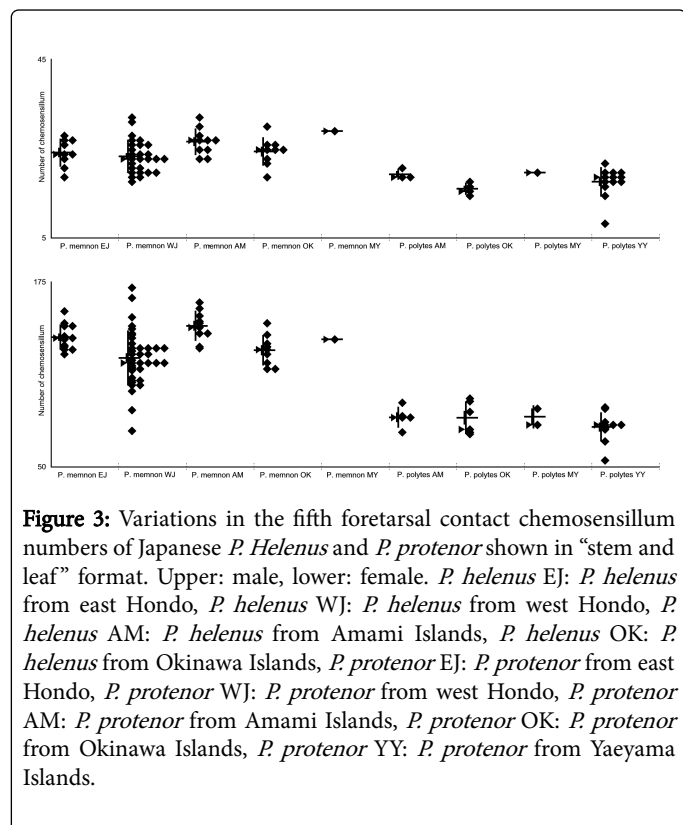 45
Number of chemosensillum
5
P. memnon EJ P. memnon WJ P. memnon AM P. memnon OK P. memnon MY P. polytes AM P. polytes OK P. polytes MY P. polytes YY
175
Number of chemosensillum
50
P. memnon EJ P. memnon WJ P. memnon AM P. memnon OK P. memnon MY P. polytes AM P. polytes OK P. polytes MY P. polytes YY
Figure 3: Variations in the fifth foretarsal contact chemosensillum
numbers of Japanese P. Helenus and P. protenor shown in “stem and
leaf” format. Upper: male, lower: female. P. helenus EJ: P. helenus
from east Hondo, P. helenus WJ: P. helenus from west Hondo, P.
helenus AM: P. helenus from Amami Islands, P. helenus OK: P.
helenus from Okinawa Islands, P. protenor EJ: P. protenor from east
Hondo, P. protenor WJ: P. protenor from west Hondo, P. protenor
AM: P. protenor from Amami Islands, P. protenor OK: P. protenor
from Okinawa Islands, P. protenor YY: P. protenor from Yaeyama
Islands.